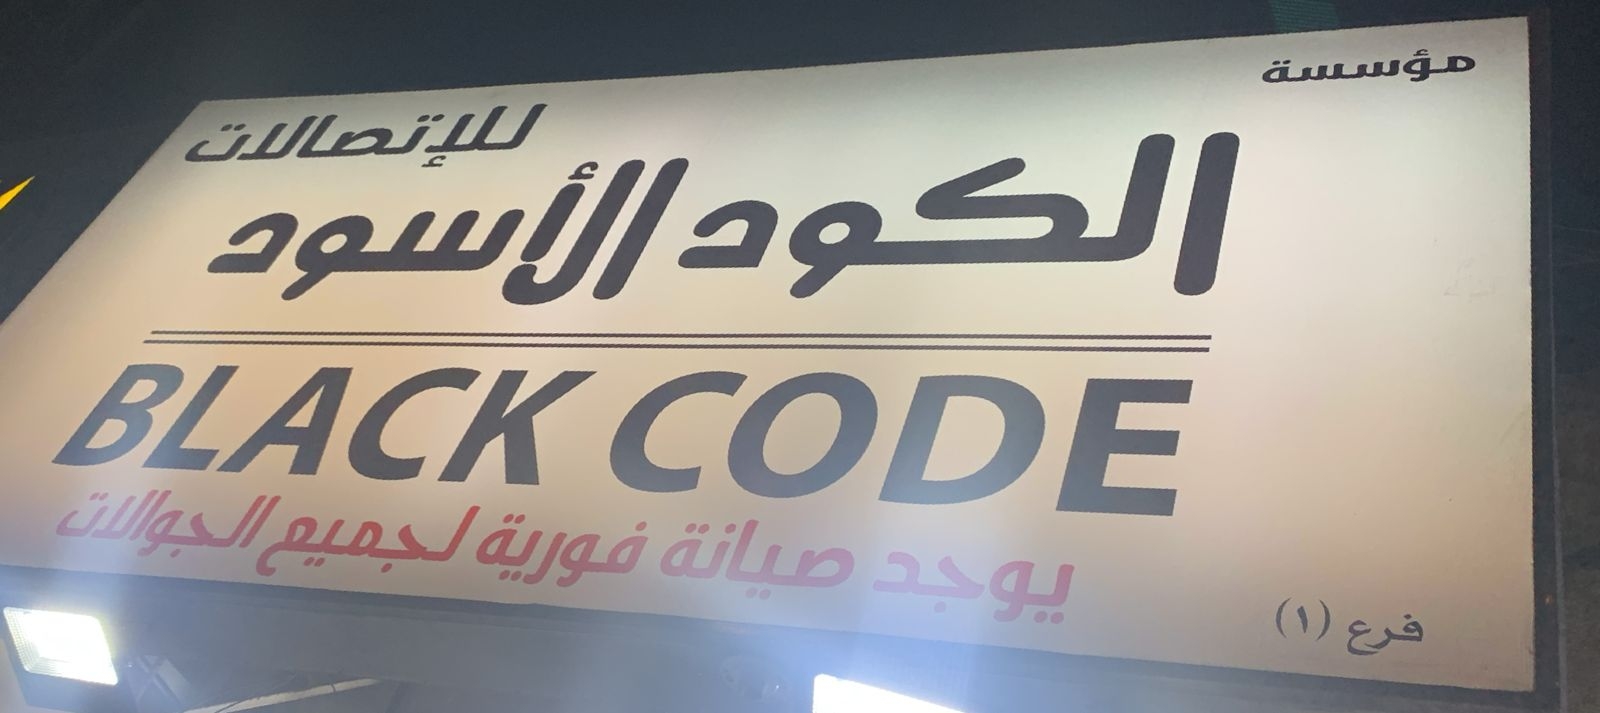 مؤسسة
الكود الأسود
للإتصالات
BLACK CODE
يوجد صيانة فورية لجميع الجوالات
فرع (١)